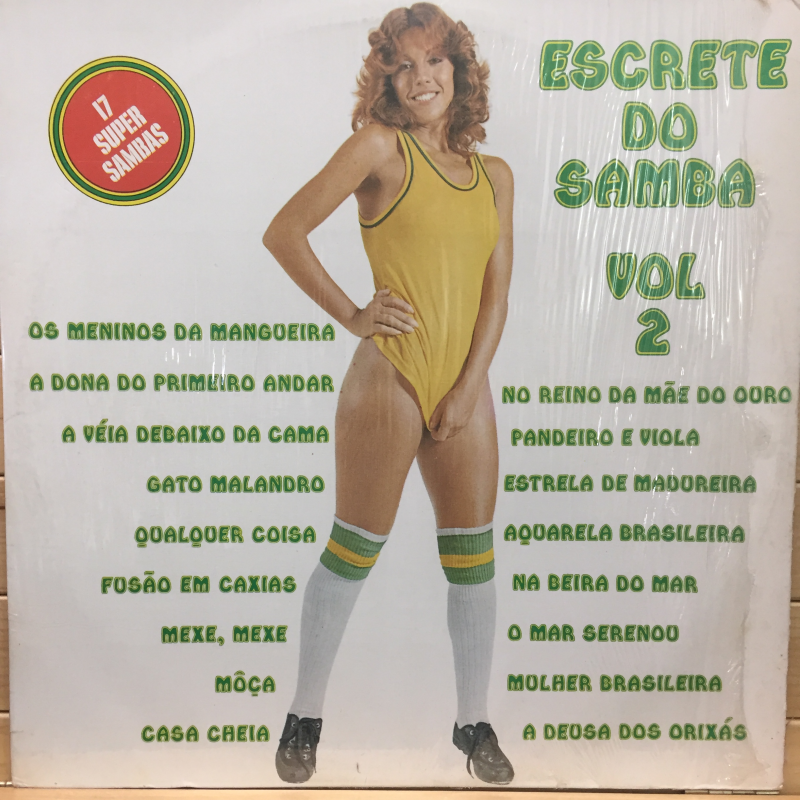 17
SUPER
SAMBAS
ESCRETE
DO
SAMBA
VOL
2
OS MENINOS DA MANGUEIRA
A DONA DO PRIMEIRO ANDAR
A VÉIA DEBAIXO DA CAMA
GATO MALANDRO
QUALQUER COISA
FUSÃO EM CAXIAS
MEXE, MEXE
MÔÇA
CASA CHEIA
NO REINO DA MÃE DO OURO
PANDEIRO E VIOLA
ESTRELA DE MADUREIRA
AQUARELA BRASILEIRA
NA BEIRA DO MAR
O MAR SERENOU
MULHER BRASILEIRA
A DEUSA DOS ORIXÁS